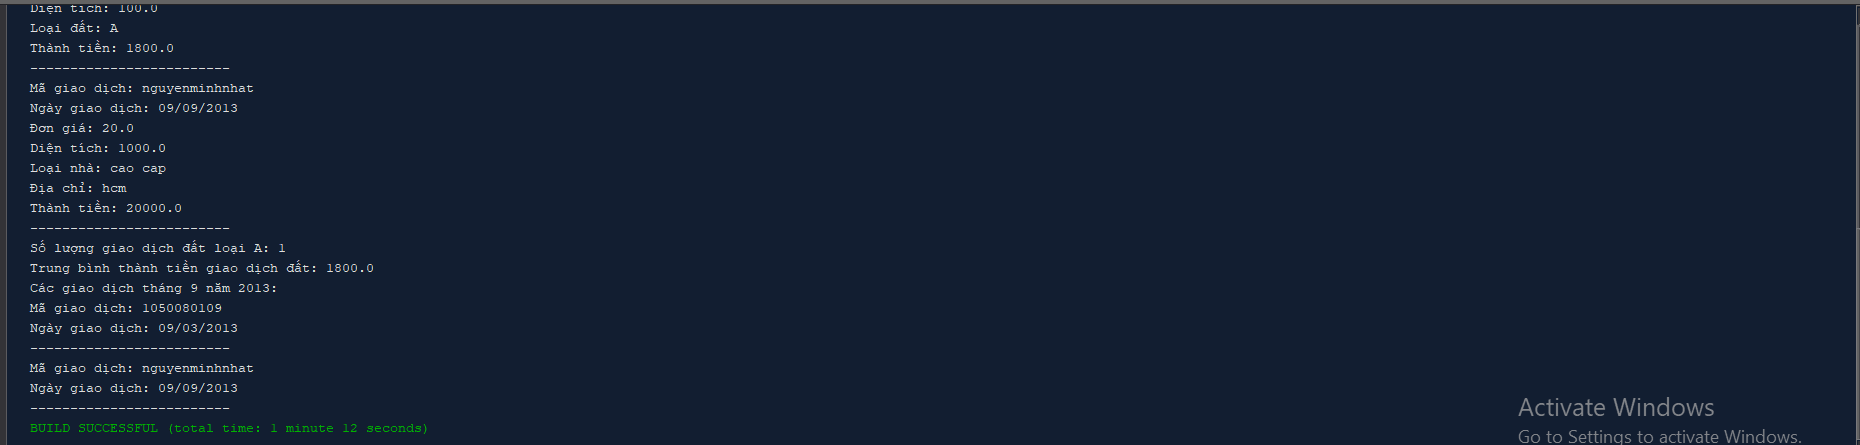 Diện tích: 100.0
Loại đất: A
Thành tiền: 1800.0
-------------------------
Mã giao dịch: nguyenminhnhat
Ngày giao dịch: 09/09/2013
Đơn giá: 20.0
Diện tích: 1000.0
Loại nhà: cao cap
Địa chỉ: hcm
Thành tiền: 20000.0
-------------------------
Số lượng giao dịch đất loại A: 1
Trung bình thành tiền giao dịch đất: 1800.0
Các giao dịch tháng 9 năm 2013:
Mã giao dịch: 1050080109
Ngày giao dịch: 09/03/2013
-------------------------
Mã giao dịch: nguyenminhnhat
Ngày giao dịch: 09/09/2013
-------------------------
BUILD SUCCESSFUL (total time: 1 minute 12 seconds)
Activate Windows
Go to Settings to activate Windows.